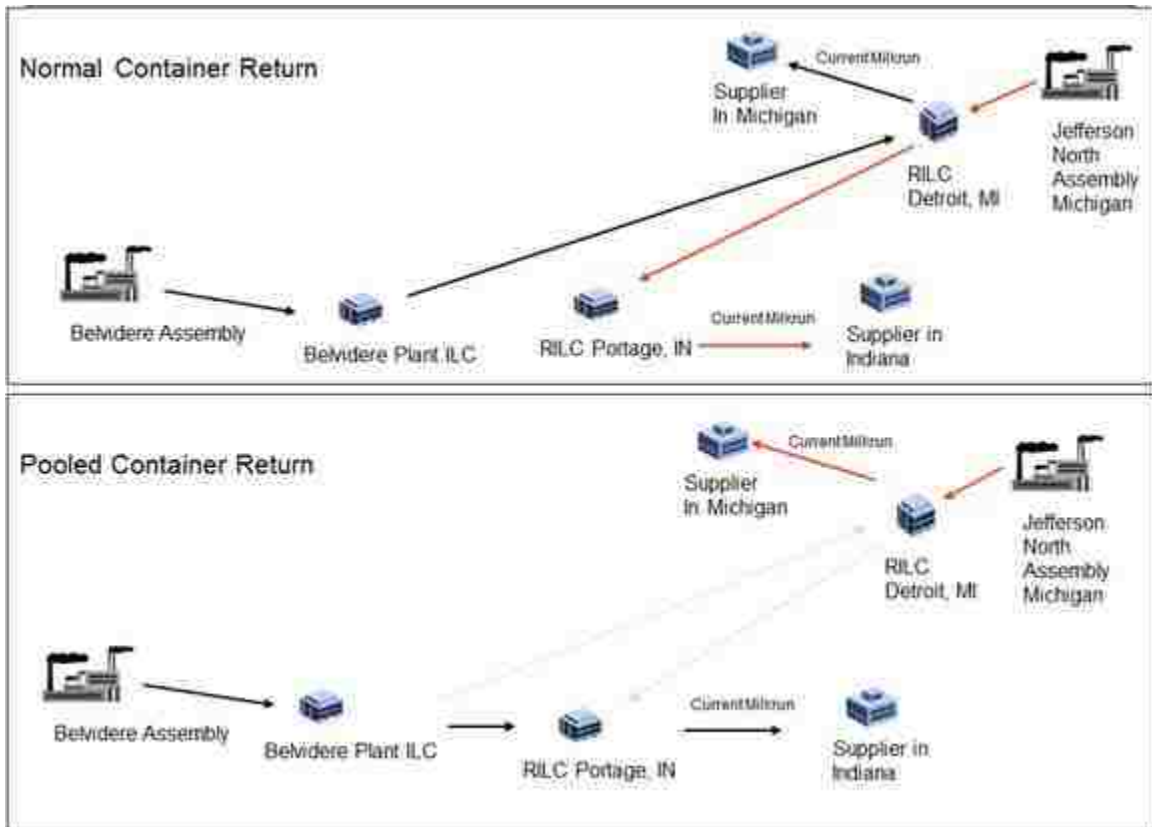 Normal Container Return
Current Milkrun
Supplier
In Michigan
Jefferson
North
Assembly
Michigan
RILC
Detroit, MI
Belvidere Assembly
Belvidere Plant ILC
RILC Portage, IN
Current Milkrun
Supplier in
Indiana
Pooled Container Return
Current Milkrun
Supplier
In Michigan
Jefferson
North
Assembly
Michigan
RILC
Detroit, MI
Belvidere Assembly
Belvidere Plant ILC
RILC Portage, IN
Current Milkrun
Supplier in
Indiana